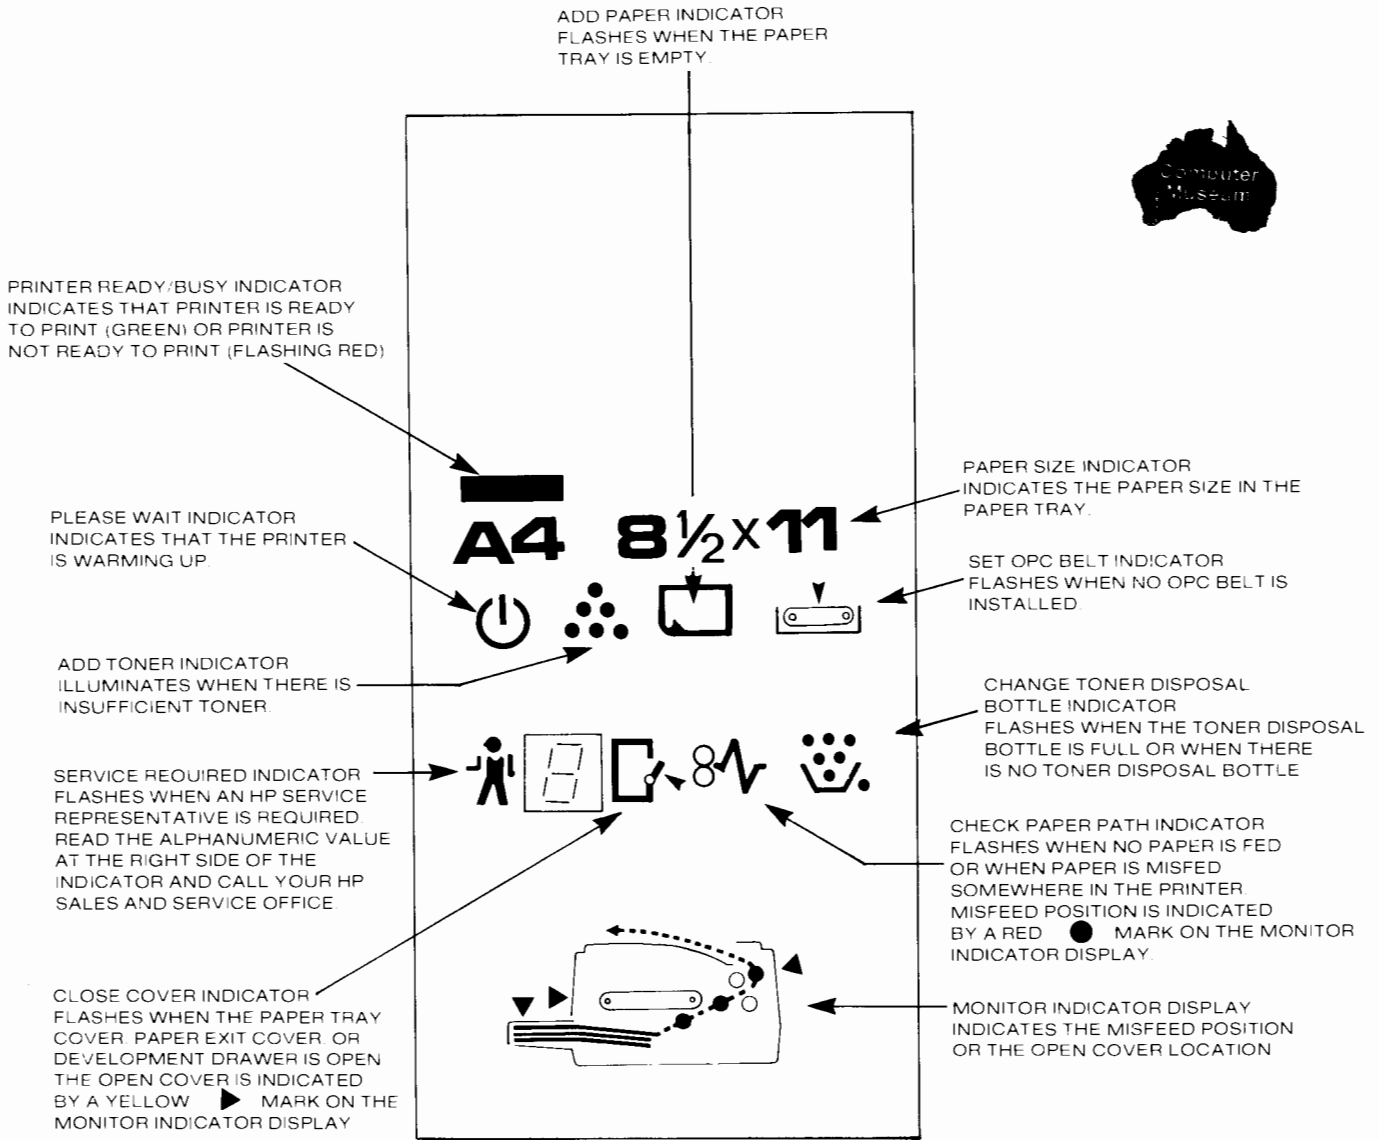 ADD PAPER INDICATOR
FLASHES WHEN THE PAPER
TRAY IS EMPTY.
Computer
Museum
PRINTER READY/BUSY INDICATOR
INDICATES THAT PRINTER IS READY
TO PRINT (GREEN) OR PRINTER IS
NOT READY TO PRINT (FLASHING RED)
A4 8½x11
PAPER SIZE INDICATOR
INDICATES THE PAPER SIZE IN THE
PAPER TRAY.
PLEASE WAIT INDICATOR
INDICATES THAT THE PRINTER
IS WARMING UP.
SET OPC BELT INDICATOR
FLASHES WHEN NO OPC BELT IS
INSTALLED.
ADD TONER INDICATOR
ILLUMINATES WHEN THERE IS
INSUFFICIENT TONER.
CHANGE TONER DISPOSAL
BOTTLE INDICATOR
FLASHES WHEN THE TONER DISPOSAL
BOTTLE IS FULL OR WHEN THERE
IS NO TONER DISPOSAL BOTTLE
8
SERVICE REQUIRED INDICATOR
FLASHES WHEN AN HP SERVICE
REPRESENTATIVE IS REQUIRED.
READ THE ALPHANUMERIC VALUE
AT THE RIGHT SIDE OF THE
INDICATOR AND CALL YOUR HP
SALES AND SERVICE OFFICE.
CHECK PAPER PATH INDICATOR
FLASHES WHEN NO PAPER IS FED
OR WHEN PAPER IS MISFED
SOMEWHERE IN THE PRINTER.
MISFEED POSITION IS INDICATED
BY A RED ● MARK ON THE MONITOR
INDICATOR DISPLAY.
CLOSE COVER INDICATOR
FLASHES WHEN THE PAPER TRAY
COVER. PAPER EXIT COVER. OR
DEVELOPMENT DRAWER IS OPEN
THE OPEN COVER IS INDICATED
BY A YELLOW ▶ MARK ON THE
MONITOR INDICATOR DISPLAY
MONITOR INDICATOR DISPLAY
INDICATES THE MISFEED POSITION
OR THE OPEN COVER LOCATION